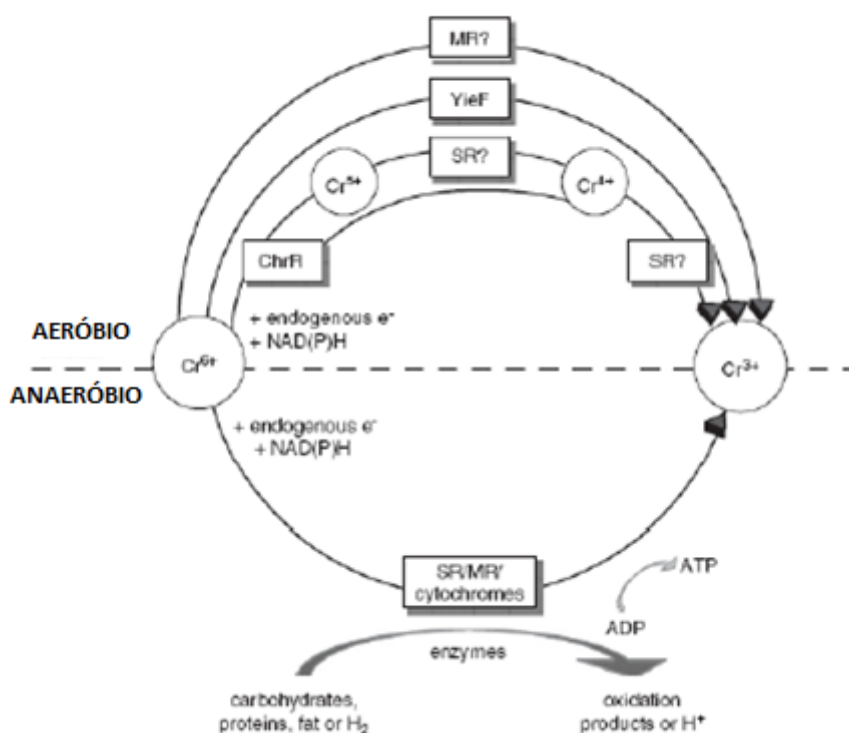 MR?
YieF
SR?
Cr⁵⁺
Cr⁴⁺
ChrR
SR?
+ endogenous e⁻
+ NAD(P)H
AERÓBIO
Cr⁶⁺
Cr³⁺
ANAERÓBIO
+ endogenous e⁻
+ NAD(P)H
SR/MR/
cytochromes
ATP
ADP
enzymes
carbohydrates,
proteins, fat or H₂
oxidation
products or H⁺